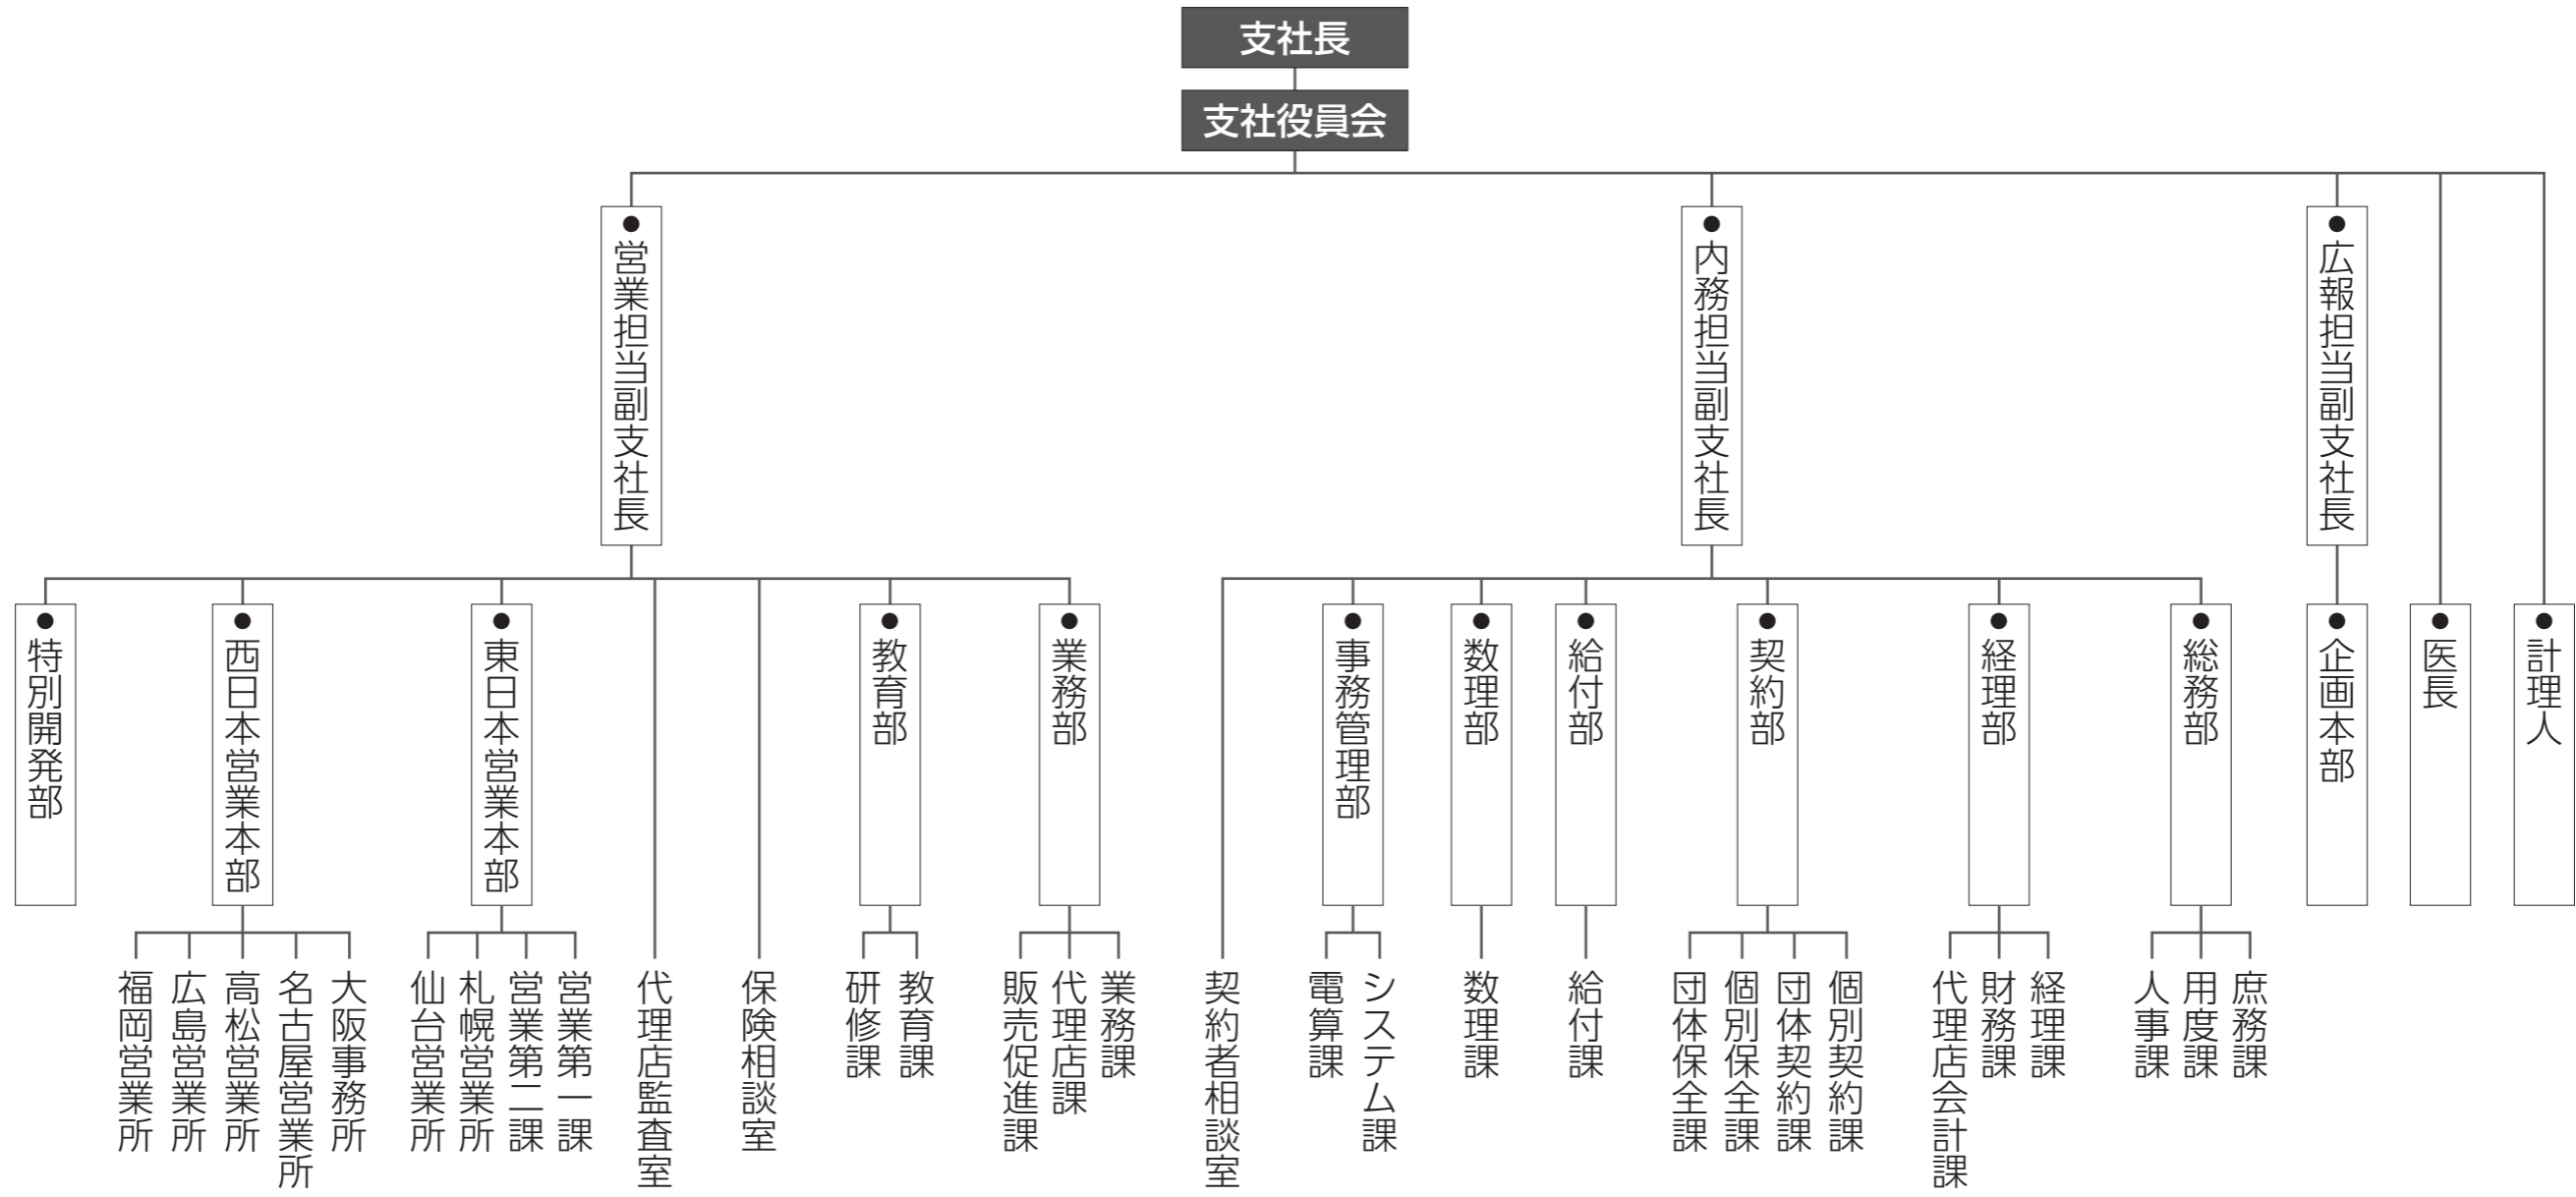 支社長
支社役員会
●計理人
●医長
●広報担当副支社長
●企画本部
●内務担当副支社長
●総務部
庶務課
用度課
人事課
●経理部
経理課
財務課
代理店会計課
●契約部
個別契約課
団体契約課
個別保全課
団体保全課
●給付部
給付課
●数理部
数理課
●事務管理部
システム課
電算課
契約者相談室
●営業担当副支社長
●業務部
業務課
代理店課
販売促進課
●教育部
教育課
研修課
保険相談室
代理店監査室
●東日本営業本部
営業第一課
営業第二課
札幌営業所
仙台営業所
●西日本営業本部
大阪事務所
名古屋営業所
高松営業所
広島営業所
福岡営業所
●特別開発部